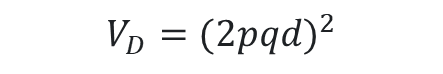 V_D = (2pqd)²